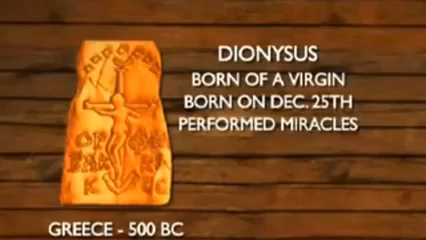 DIONYSUS
BORN OF A VIRGIN
BORN ON DEC. 25TH
PERFORMED MIRACLES
GREECE - 500 BC